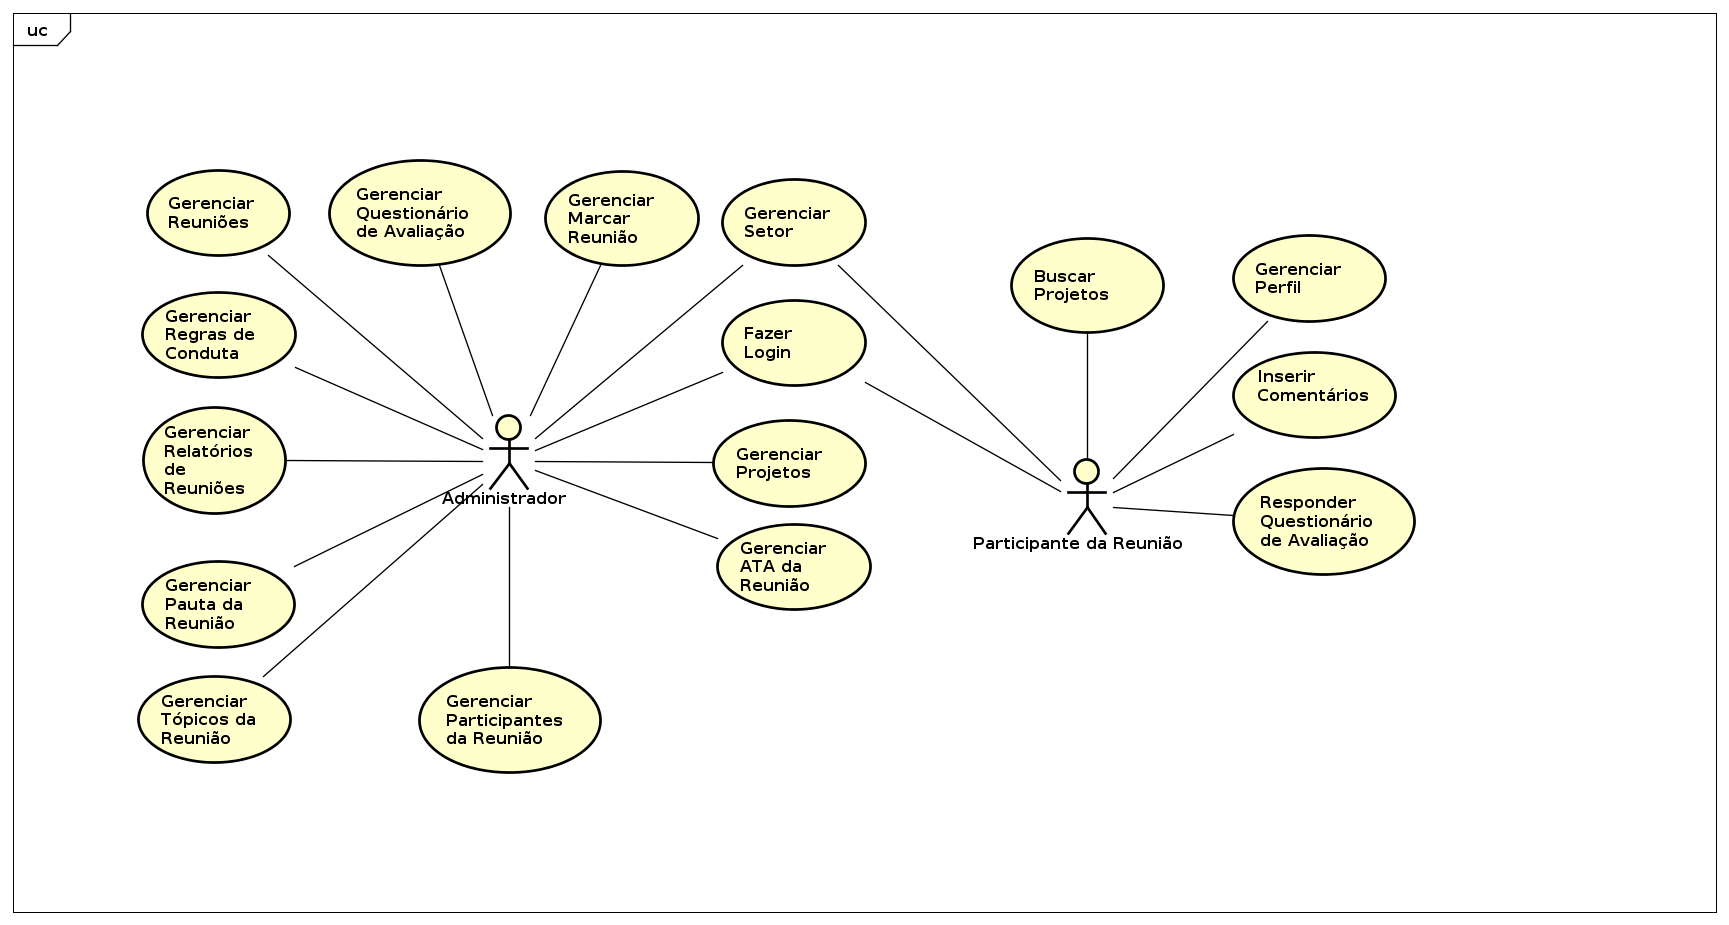 uc
Gerenciar
Reuniões
Gerenciar
Questionário
de Avaliação
Gerenciar
Marcar
Reunião
Gerenciar
Setor
Buscar
Projetos
Gerenciar
Perfil
Gerenciar
Regras de
Conduta
Fazer
Login
Inserir
Comentários
Gerenciar
Relatórios
de
Reuniões
Administrador
Gerenciar
Projetos
Participante da Reunião
Responder
Questionário
de Avaliação
Gerenciar
ATA da
Reunião
Gerenciar
Pauta da
Reunião
Gerenciar
Tópicos da
Reunião
Gerenciar
Participantes
da Reunião